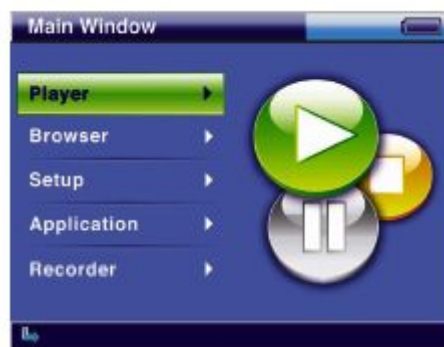 Main Window
Player
Browser
Setup
Application
Recorder